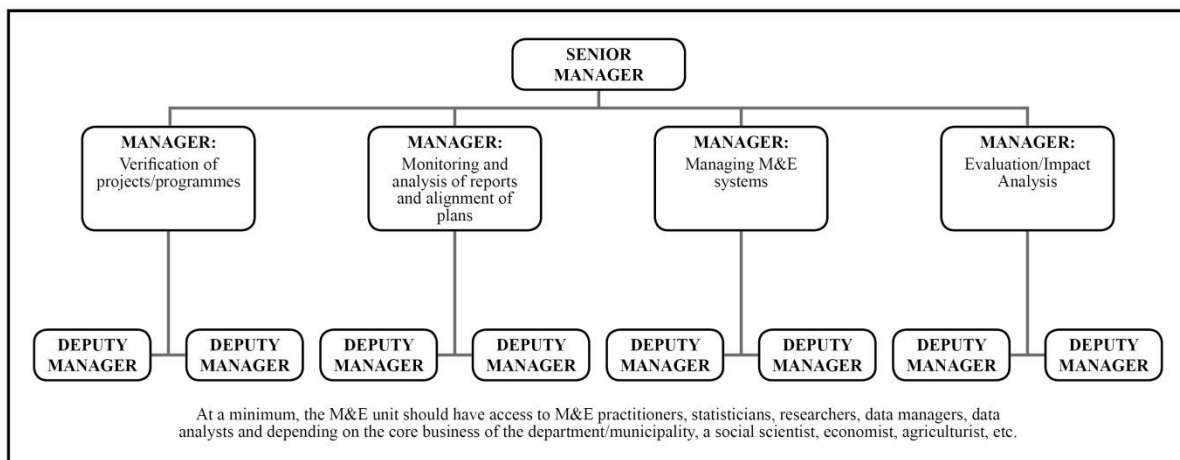 SENIOR
MANAGER
MANAGER:
Verification of
projects/programmes
MANAGER:
Monitoring and
analysis of reports
and alignment of
plans
MANAGER:
Managing M&E
systems
MANAGER:
Evaluation/Impact
Analysis
DEPUTY
MANAGER
DEPUTY
MANAGER
DEPUTY
MANAGER
DEPUTY
MANAGER
DEPUTY
MANAGER
DEPUTY
MANAGER
DEPUTY
MANAGER
DEPUTY
MANAGER
At a minimum, the M&E unit should have access to M&E practitioners, statisticians, researchers, data managers, data
analysts and depending on the core business of the department/municipality, a social scientist, economist, agriculturist, etc.